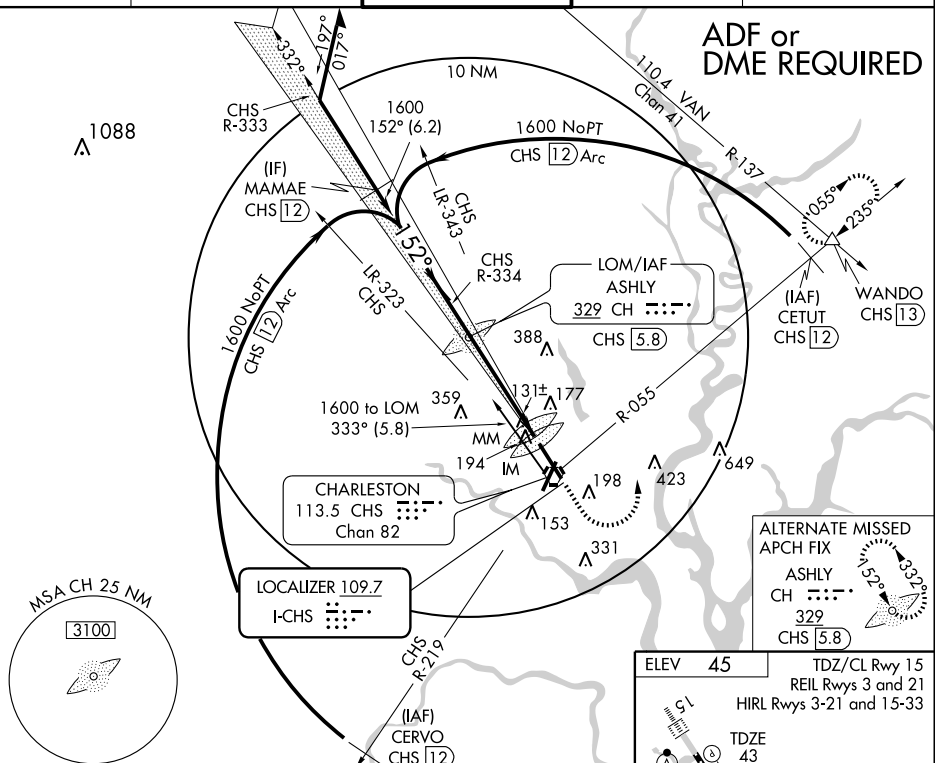 ADF or
DME REQUIRED
197°
017°
332°
10 NM
110.4 VAN
Chan 41
R-137
CHS
R-333
1600
152° (6.2)
1600 NoPT
CHS 12 Arc
1088
(IF)
MAMAE
CHS 12
CHS
LR-343
055°
235°
152°
CHS
R-334
LR-323
CHS
LOM/IAF
ASHLY
329 CH
CHS 5.8
(IAF)
CETUT
CHS 12
WANDO
CHS 13
1600 NoPT
CHS 12 Arc
388
131±
177
359
R-055
1600 to LOM
333° (5.8)
MM
194
IM
649
423
198
CHARLESTON
113.5 CHS
Chan 82
153
331
ALTERNATE MISSED
APCH FIX
ASHLY
CH
329
CHS 5.8
152°
332°
LOCALIZER 109.7
I-CHS
MSA CH 25 NM
3100
CHS
R-219
(IAF)
CERVO
CHS 12
ELEV 45
TDZ/CL Rwy 15
REIL Rwys 3 and 21
HIRL Rwys 3-21 and 15-33
15
TDZE
43